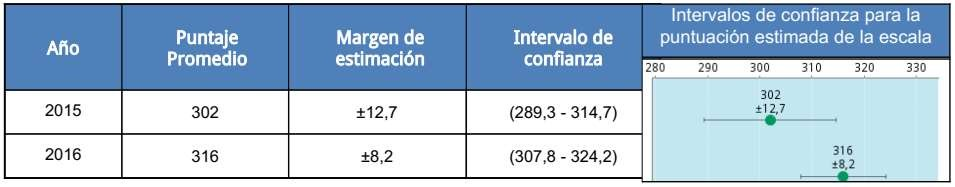 Año
Puntaje
Promedio
Margen de
estimación
Intervalo de
confianza
Intervalos de confianza para la
puntuación estimada de la escala
280 290 300 310 320 330
2015 302 ±12,7 (289,3 - 314,7)
302
±12,7
2016 316 ±8,2 (307,8 - 324,2)
316
±8,2